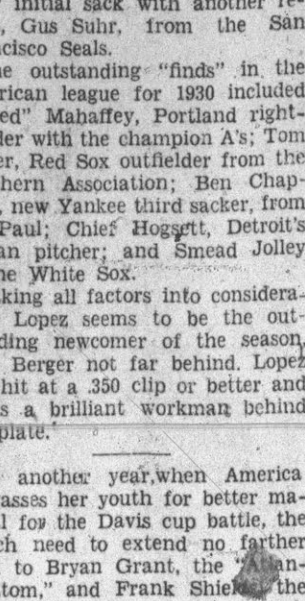 initial sack with another re-
, Gus Suhr, from the San
cisco Seals.
e outstanding "finds" in the
rican league for 1930 included
ed" Mahaffey, Portland right-
der with the champion A's; Tom
er, Red Sox outfielder from the
hern Association; Ben Chap-
, new Yankee third sacker, from
Paul; Chief Hogsett, Detroit's
an pitcher; and Smead Jolley
he White Sox.
king all factors into considera-
Lopez seems to be the out-
ding newcomer of the season,
Berger not far behind. Lopez
hit at a .350 clip or better and
s a brilliant workman behind
plate.
another year, when America
asses her youth for better ma-
l for the Davis cup battle, the
ch need to extend no farther
to Bryan Grant, the "Atlan-
tom," and Frank Shields, the